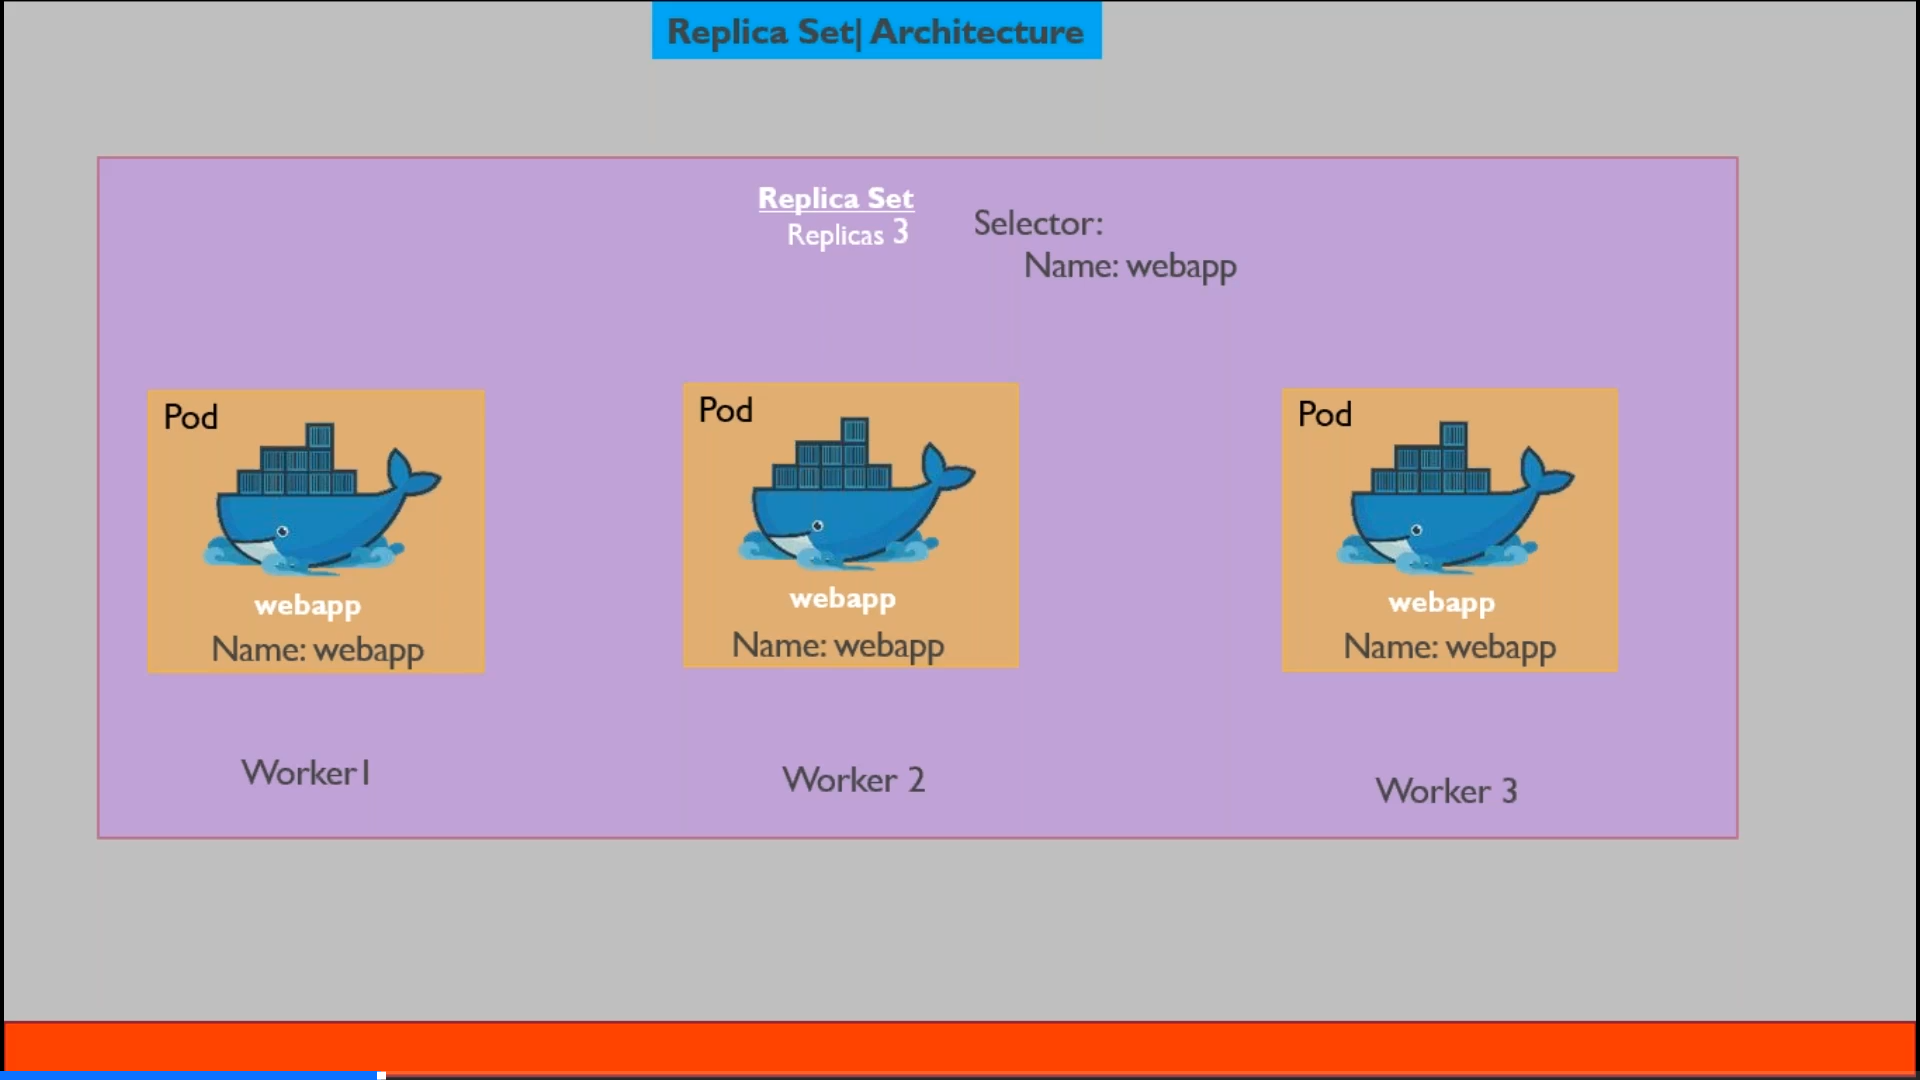 Replica Set| Architecture
Replica Set
Replicas 3
Selector:
Name: webapp
Pod
webapp
Name: webapp
Worker1
Pod
webapp
Name: webapp
Worker 2
Pod
webapp
Name: webapp
Worker 3